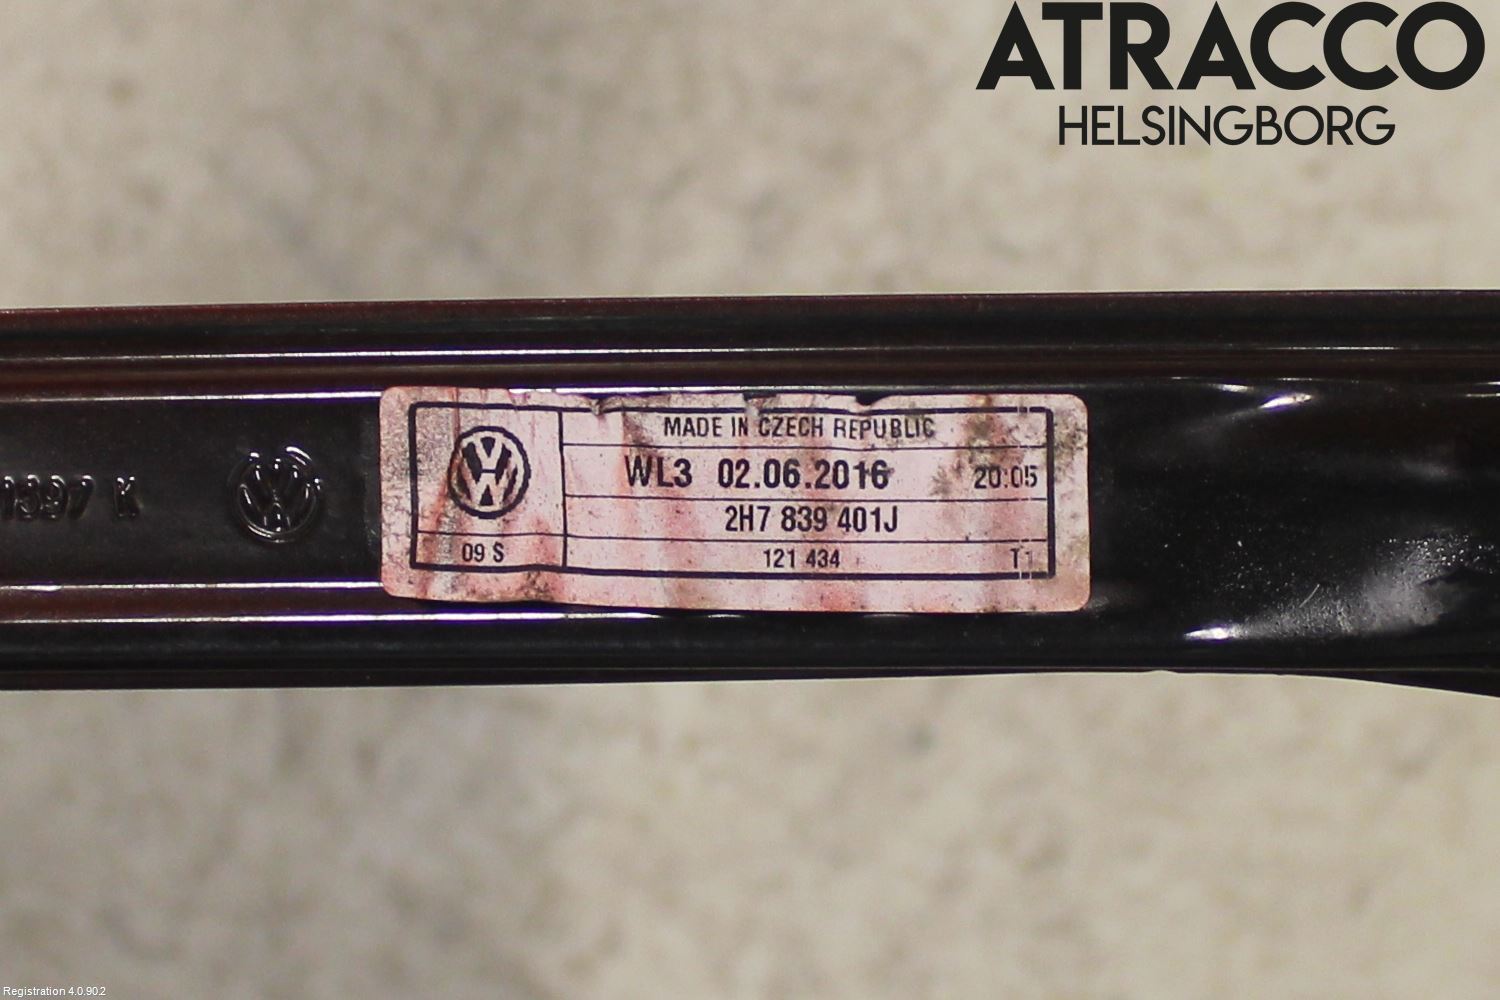 ATRACCO
HELSINGBORG
MADE IN CZECH REPUBLIC
WL3 02.06.2016 20:05
2H7 839 401J
09 S 121 434 T1
1397 K
Registration 4.0.90.2